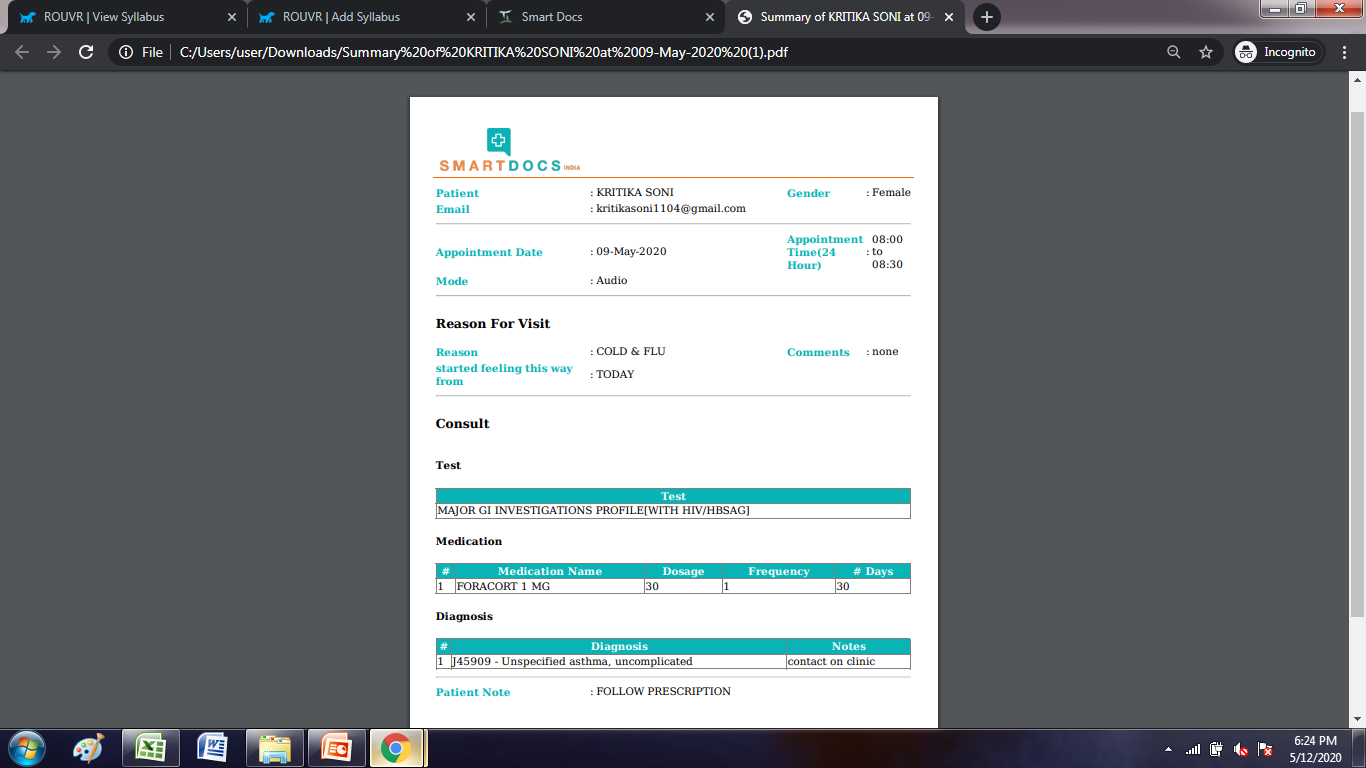 ROUVR | View Syllabus
ROUVR | Add Syllabus
Smart Docs
Summary of KRITIKA SONI at 09-
File | C:/Users/user/Downloads/Summary%20of%20KRITIKA%20SONI%20at%2009-May-2020%20(1).pdf
Incognito
SMARTDOCS INDIA
Patient : KRITIKA SONI Gender : Female
Email : kritikasoni1104@gmail.com
Appointment Date : 09-May-2020 Appointment Time(24 Hour) : 08:00 to 08:30
Mode : Audio
Reason For Visit
Reason : COLD & FLU Comments : none
started feeling this way from : TODAY
Consult
Test
Test
MAJOR GI INVESTIGATIONS PROFILE[WITH HIV/HBSAG]
Medication
# Medication Name Dosage Frequency # Days
1 FORACORT 1 MG 30 1 30
Diagnosis
# Diagnosis Notes
1 J45909 - Unspecified asthma, uncomplicated contact on clinic
Patient Note : FOLLOW PRESCRIPTION
6:24 PM
5/12/2020